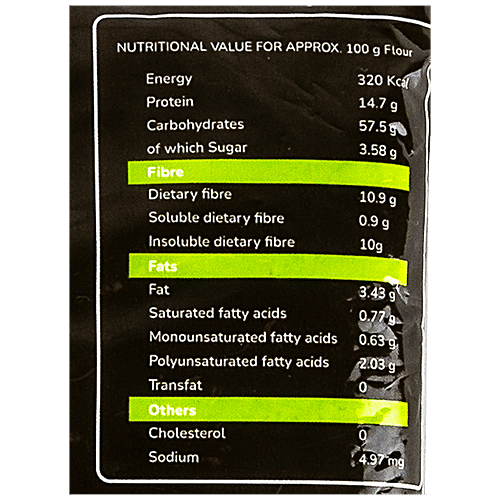 NUTRITIONAL VALUE FOR APPROX. 100 g Flour
Energy 320 Kcal
Protein 14.7 g
Carbohydrates 57.5 g
of which Sugar 3.58 g
Fibre
Dietary fibre 10.9 g
Soluble dietary fibre 0.9 g
Insoluble dietary fibre 10g
Fats
Fat 3.43 g
Saturated fatty acids 0.77 g
Monounsaturated fatty acids 0.63 g
Polyunsaturated fatty acids 2.03 g
Transfat 0
Others
Cholesterol 0
Sodium 4.97 mg